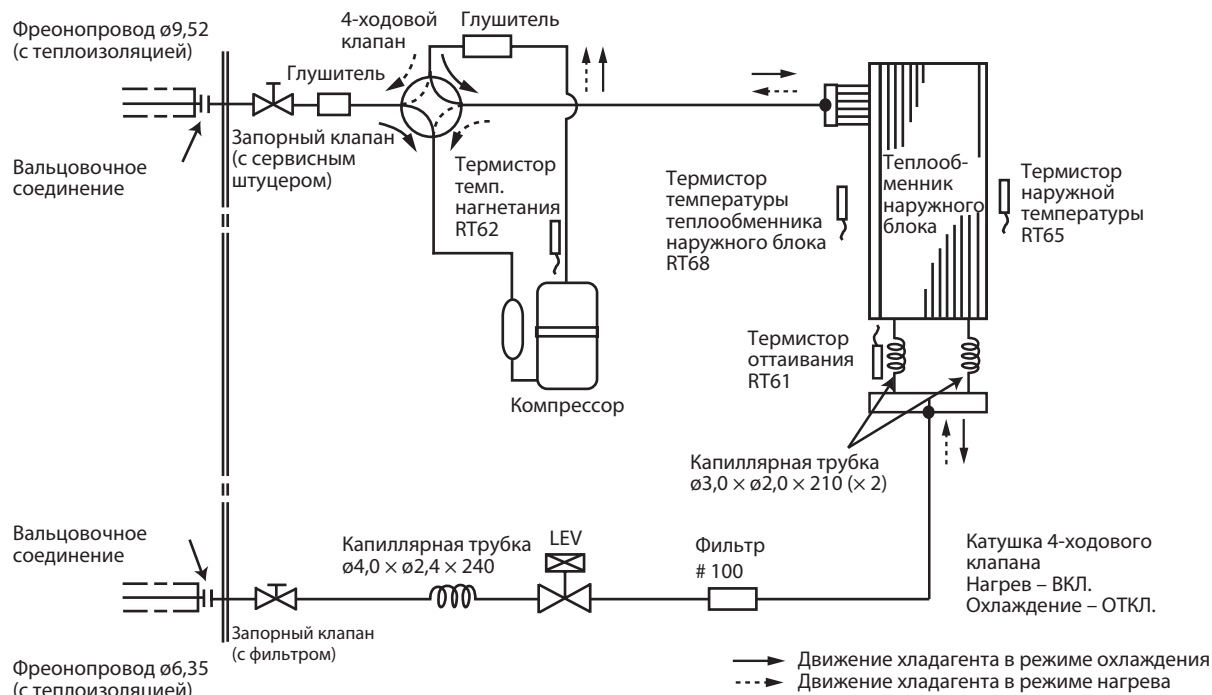 Фреонопровод ø9,52
(с теплоизоляцией)
4-ходовой
клапан
Глушитель
Глушитель
Запорный клапан
(с сервисным
штуцером)
Вальцовочное
соединение
Термистор
темп.
нагнетания
RT62
Компрессор
Термистор
температуры
теплообменника
наружного блока
RT68
Теплооб-
менник
наружного
блока
Термистор
наружной
температуры
RT65
Термистор
оттаивания
RT61
Капиллярная трубка
ø3,0 × ø2,0 × 210 (× 2)
Вальцовочное
соединение
Капиллярная трубка
ø4,0 × ø2,4 × 240
LEV
Фильтр
# 100
Катушка 4-ходового
клапана
Нагрев – ВКЛ.
Охлаждение – ОТКЛ.
Запорный клапан
(с фильтром)
Фреонопровод ø6,35
(с теплоизоляцией)
Движение хладагента в режиме охлаждения
Движение хладагента в режиме нагрева